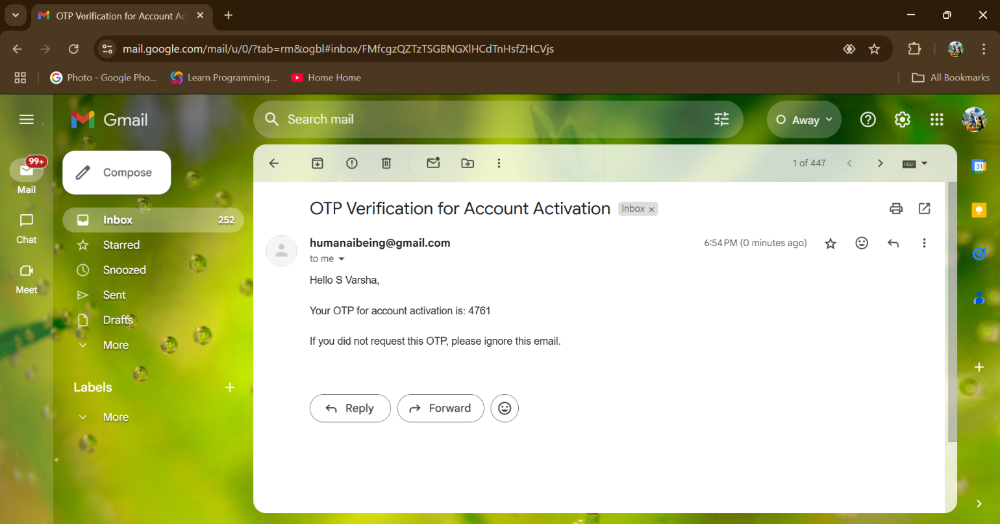 OTP Verification for Account Ac
mail.google.com/mail/u/0/?tab=rm&ogbl#inbox/FMfcgzQZTzTSGBNGXlHCdTnHsfZHCVjs
Photo - Google Pho... Learn Programming... Home Home All Bookmarks
Gmail
Search mail
Away
99+
Mail
Chat
Meet
Compose
Inbox 252
Starred
Snoozed
Sent
Drafts
More
Labels
More
1 of 447
OTP Verification for Account Activation Inbox
humanaibeing@gmail.com 6:54 PM (0 minutes ago)
to me
Hello S Varsha,
Your OTP for account activation is: 4761
If you did not request this OTP, please ignore this email.
Reply Forward
31